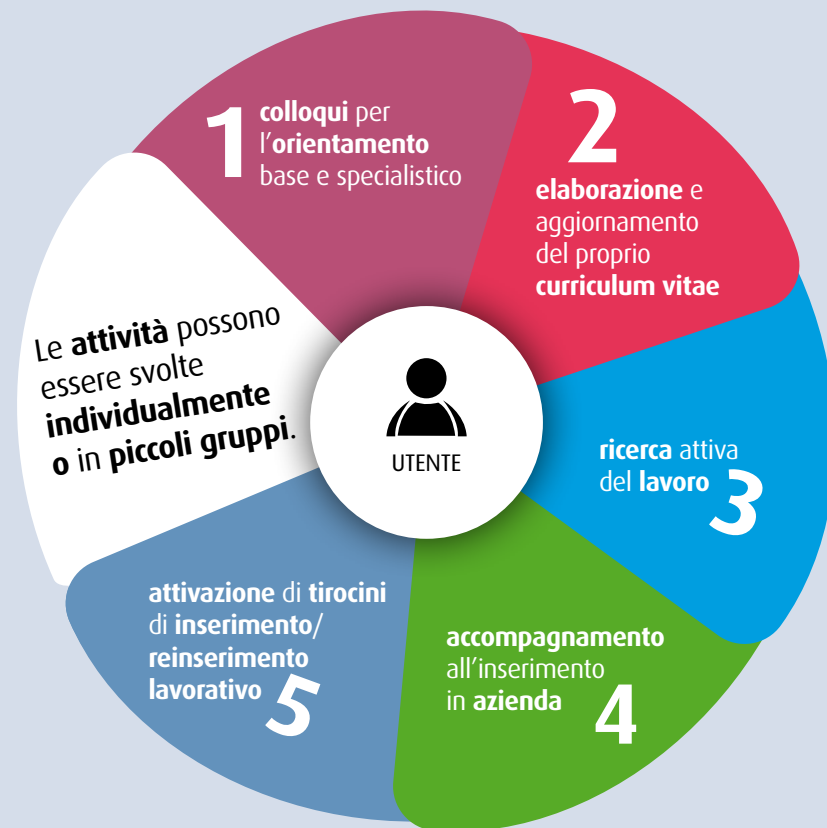 1
colloqui per
l'orientamento
base e specialistico
2
elaborazione e
aggiornamento
del proprio
curriculum vitae
ricerca attiva
del lavoro
3
accompagnamento
all'inserimento
in azienda
4
attivazione di tirocini
di inserimento/
reinserimento
lavorativo
5
Le attività possono
essere svolte
individualmente
o in piccoli gruppi.
UTENTE